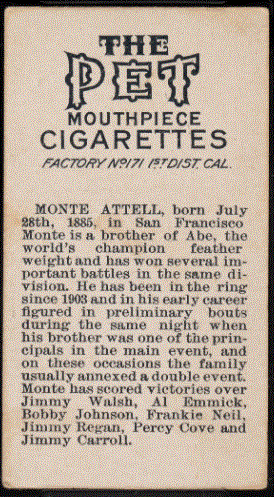 THE
PET
MOUTHPIECE
CIGARETTES
FACTORY Nº171 1ST DIST. CAL.
MONTE ATTELL, born July
28th, 1885, in San Francisco
Monte is a brother of Abe, the
world's champion feather
weight and has won several im-
portant battles in the same di-
vision. He has been in the ring
since 1903 and in his early career
figured in preliminary bouts
during the same night when
his brother was one of the prin-
cipals in the main event, and
on these occasions the family
usually annexed a double event.
Monte has scored victories over
Jimmy Walsh, Al Emmick,
Bobby Johnson, Frankie Neil,
Jimmy Regan, Percy Cove and
Jimmy Carroll.